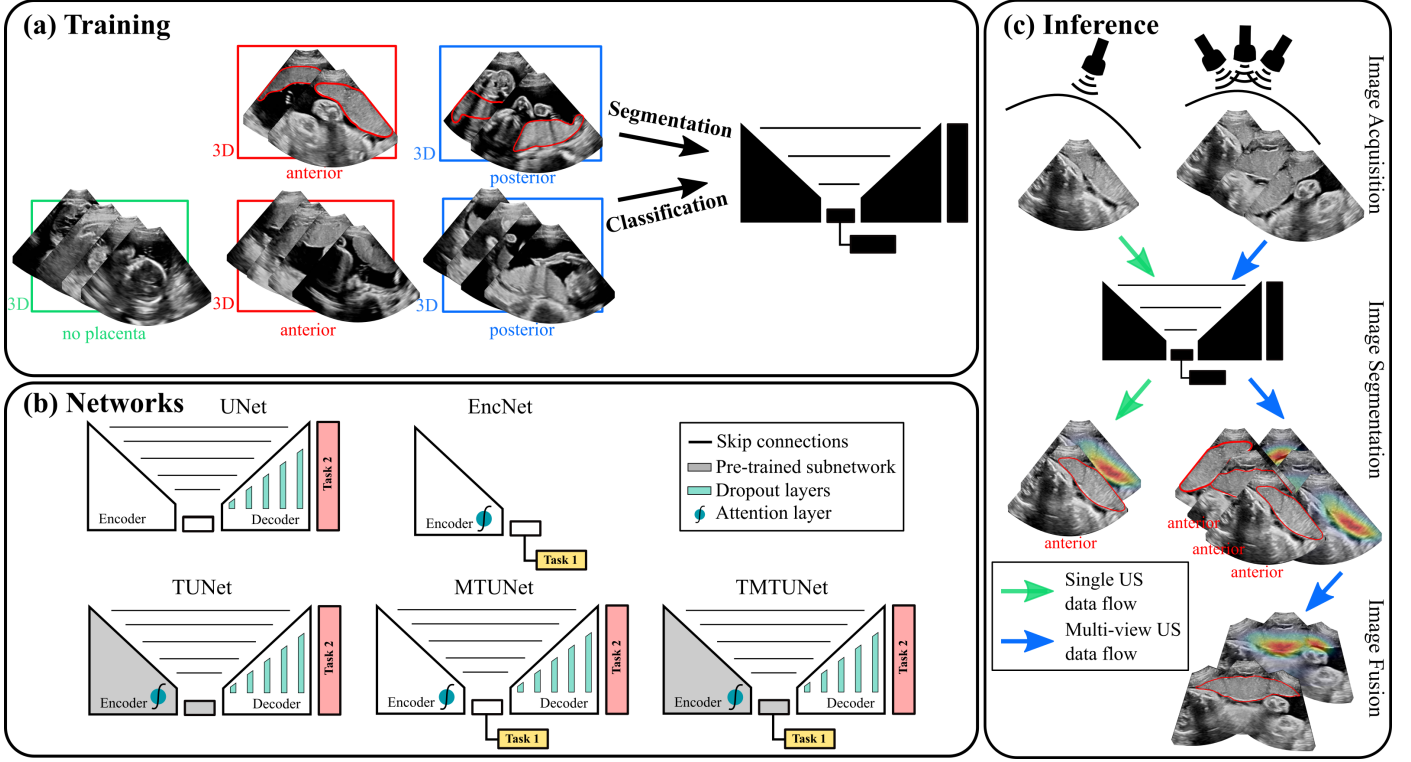 (a) Training
3D
anterior
3D
posterior
Segmentation
Classification
3D
no placenta
3D
anterior
3D
posterior
(b) Networks
UNet
Encoder
Decoder
Task 2
EncNet
Encoder
∫
Task 1
Skip connections
Pre-trained subnetwork
Dropout layers
∫
Attention layer
TUNet
Encoder
∫
Decoder
Task 2
MTUNet
Encoder
∫
Decoder
Task 2
Task 1
TMTUNet
Encoder
∫
Decoder
Task 2
Task 1
(c) Inference
Image Acquisition
Image Segmentation
anterior
anterior
anterior
anterior
Single US
data flow
Multi-view US
data flow
Image Fusion